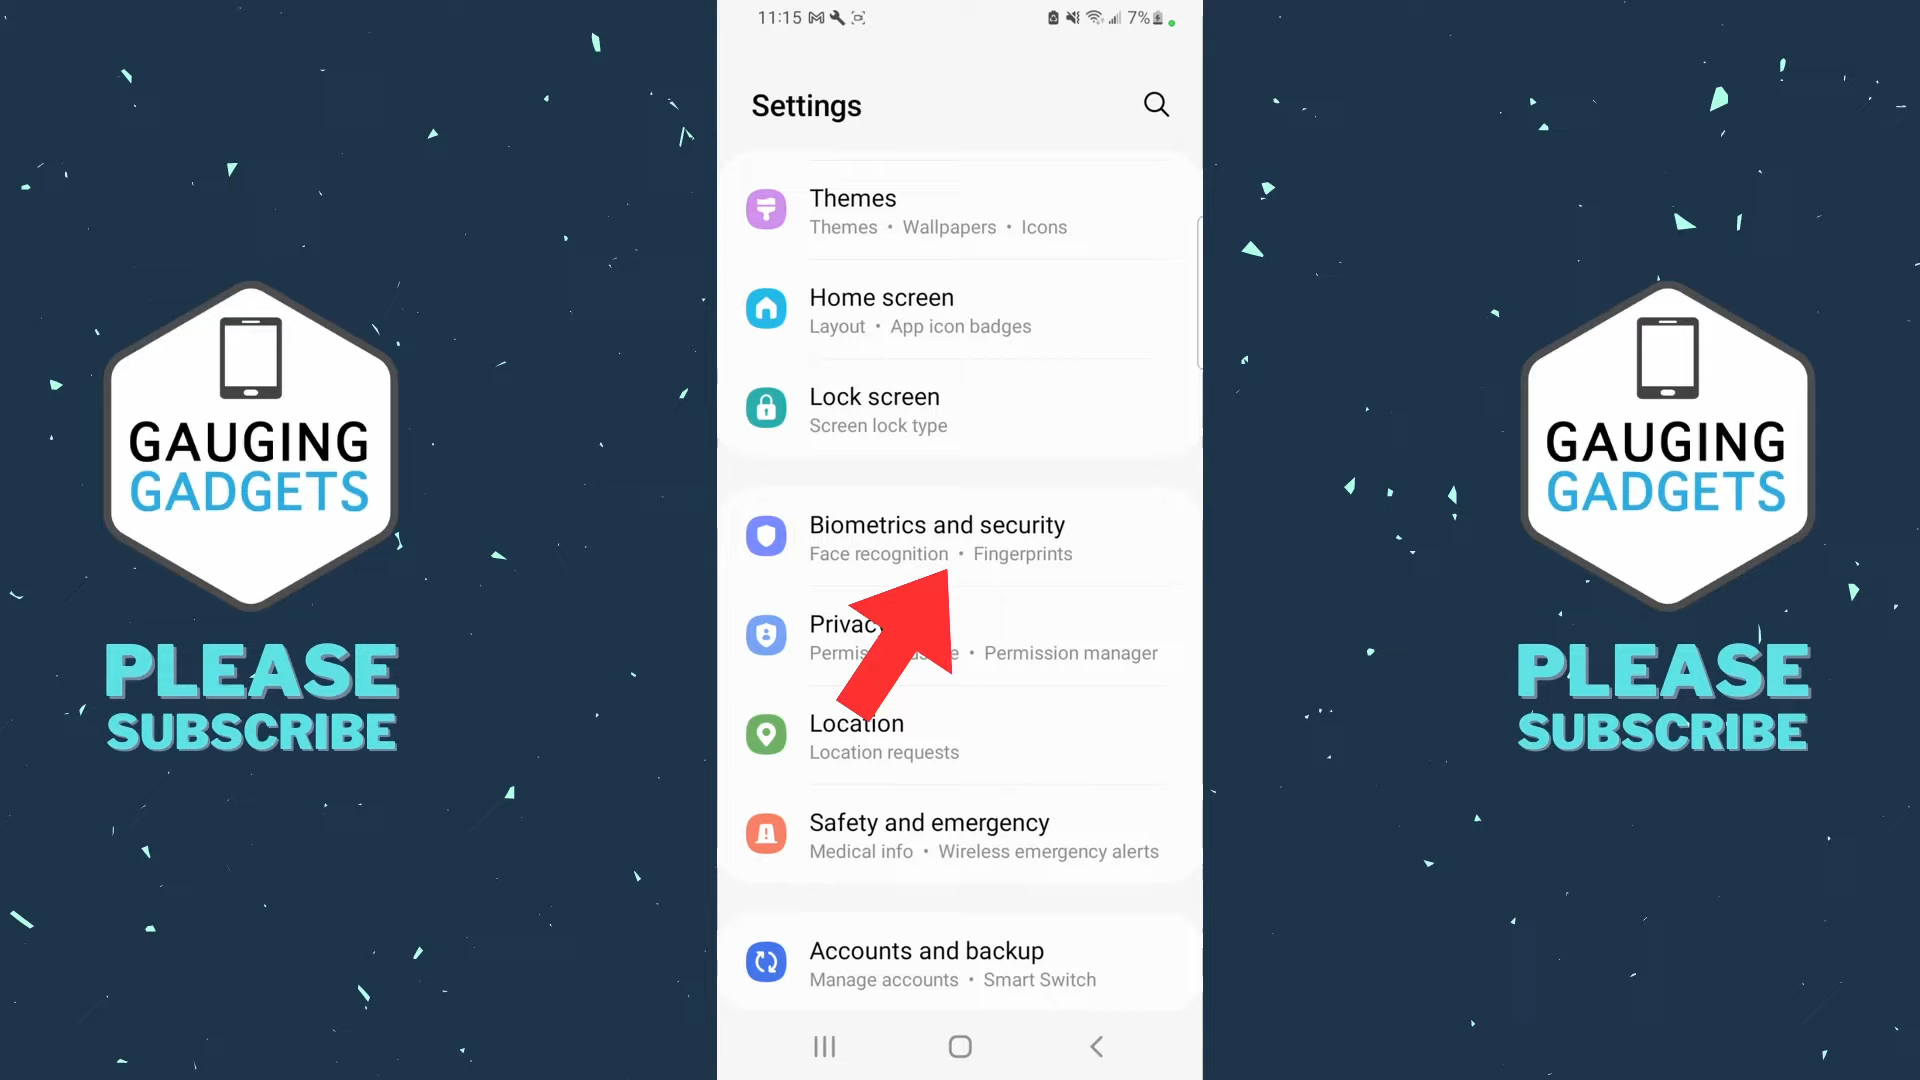 11:15
7%
Settings
Themes
Themes • Wallpapers • Icons
Home screen
Layout • App icon badges
Lock screen
Screen lock type
Biometrics and security
Face recognition • Fingerprints
Privac
Permis e • Permission manager
Location
Location requests
Safety and emergency
Medical info • Wireless emergency alerts
Accounts and backup
Manage accounts • Smart Switch
GAUGING
GADGETS
PLEASE
SUBSCRIBE
GAUGING
GADGETS
PLEASE
SUBSCRIBE